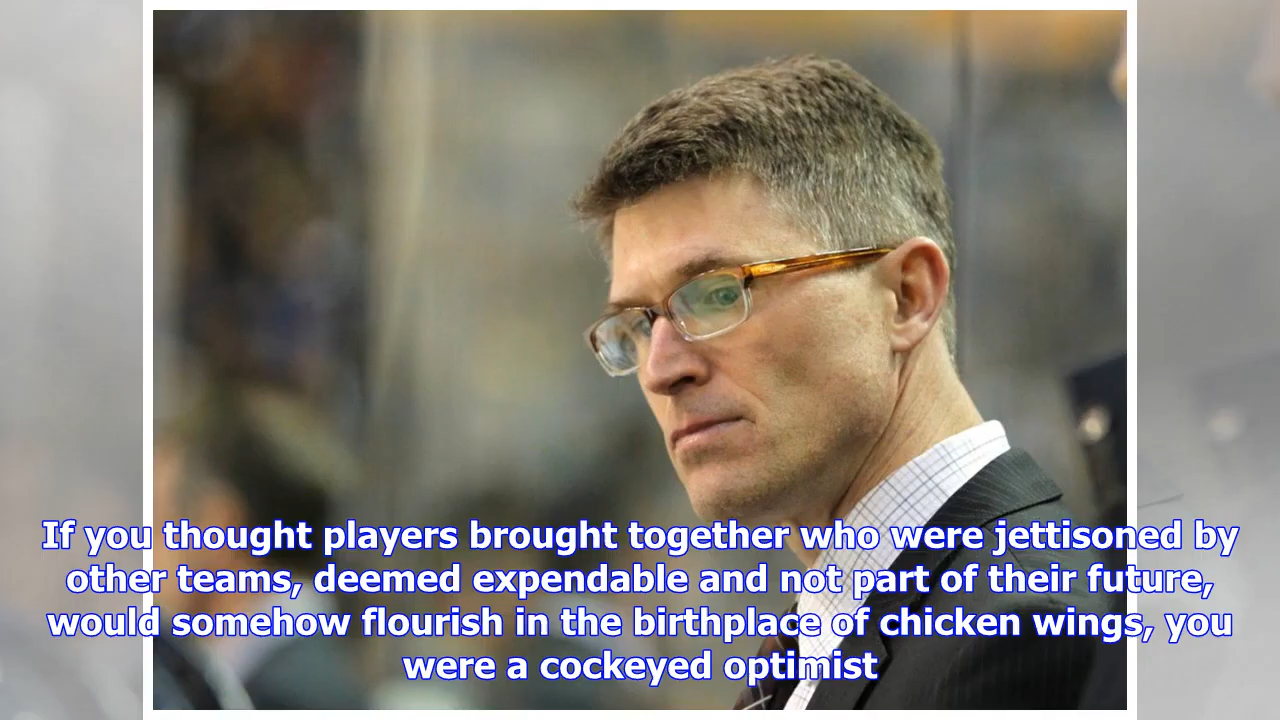 If you thought players brought together who were jettisoned by
other teams, deemed expendable and not part of their future,
would somehow flourish in the birthplace of chicken wings, you
were a cockeyed optimist